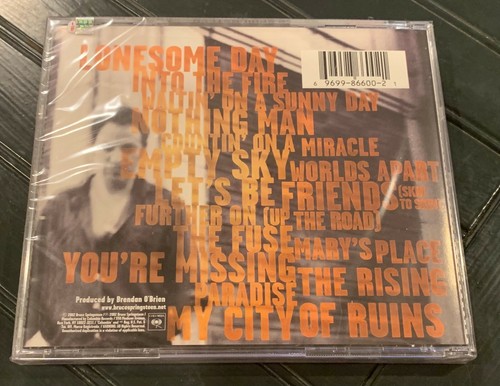 LONESOME DAY
INTO THE FIRE
WAITIN' ON A SUNNY DAY
NOTHING MAN
COUNTIN' ON A MIRACLE
EMPTY SKY
WORLDS APART
LET'S BE FRIENDS (SKIN TO SKIN)
FURTHER ON (UP THE ROAD)
THE FUSE
MARY'S PLACE
YOU'RE MISSING
THE RISING
PARADISE
MY CITY OF RUINS
6 9699-86600-2 1
Produced by Brendan O'Brien
www.brucespringsteen.net